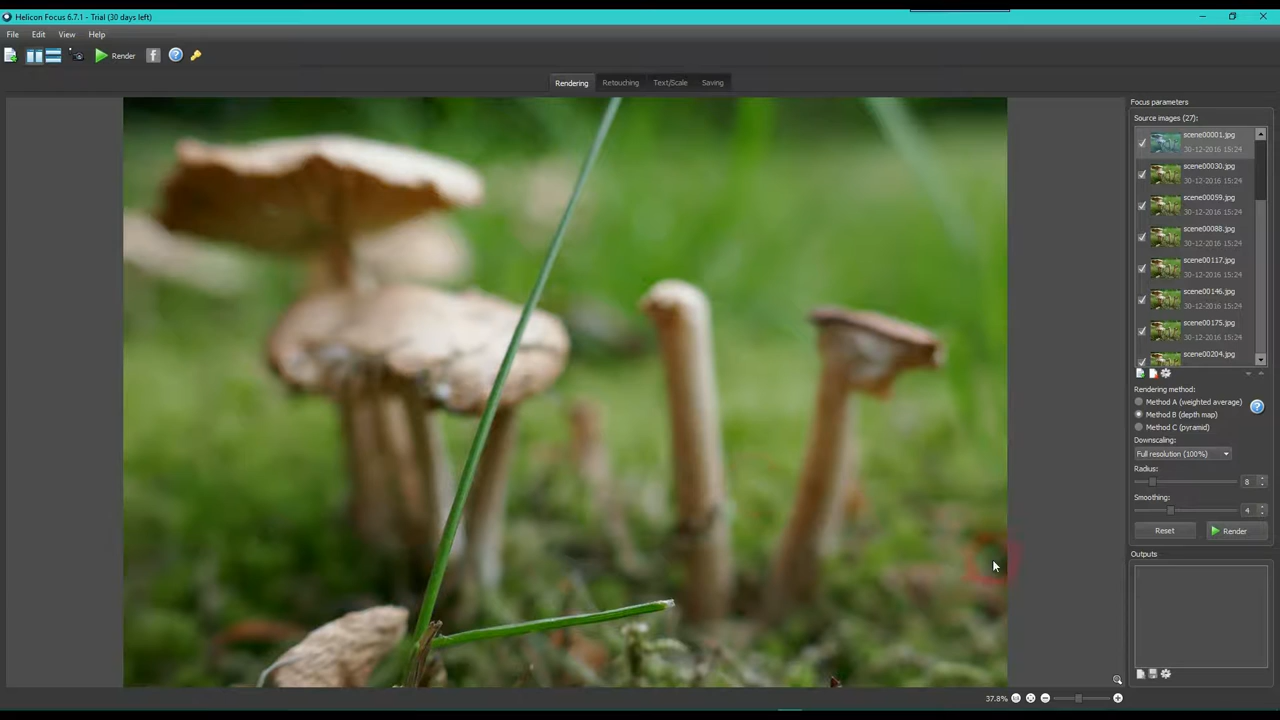 Helicon Focus 6.7.1 - Trial (30 days left)
File Edit View Help
Render
Rendering Retouching Text/Scale Saving
Focus parameters
Source images (27):
scene00001.jpg
30-12-2016 15:24
scene00030.jpg
30-12-2016 15:24
scene00059.jpg
30-12-2016 15:24
scene00088.jpg
30-12-2016 15:24
scene00117.jpg
30-12-2016 15:24
scene00146.jpg
30-12-2016 15:24
scene00175.jpg
30-12-2016 15:24
scene00204.jpg
Rendering method:
Method A (weighted average)
Method B (depth map)
Method C (pyramid)
Downscaling:
Full resolution (100%)
Radius:
8
Smoothing:
4
Reset Render
Outputs
37.8%